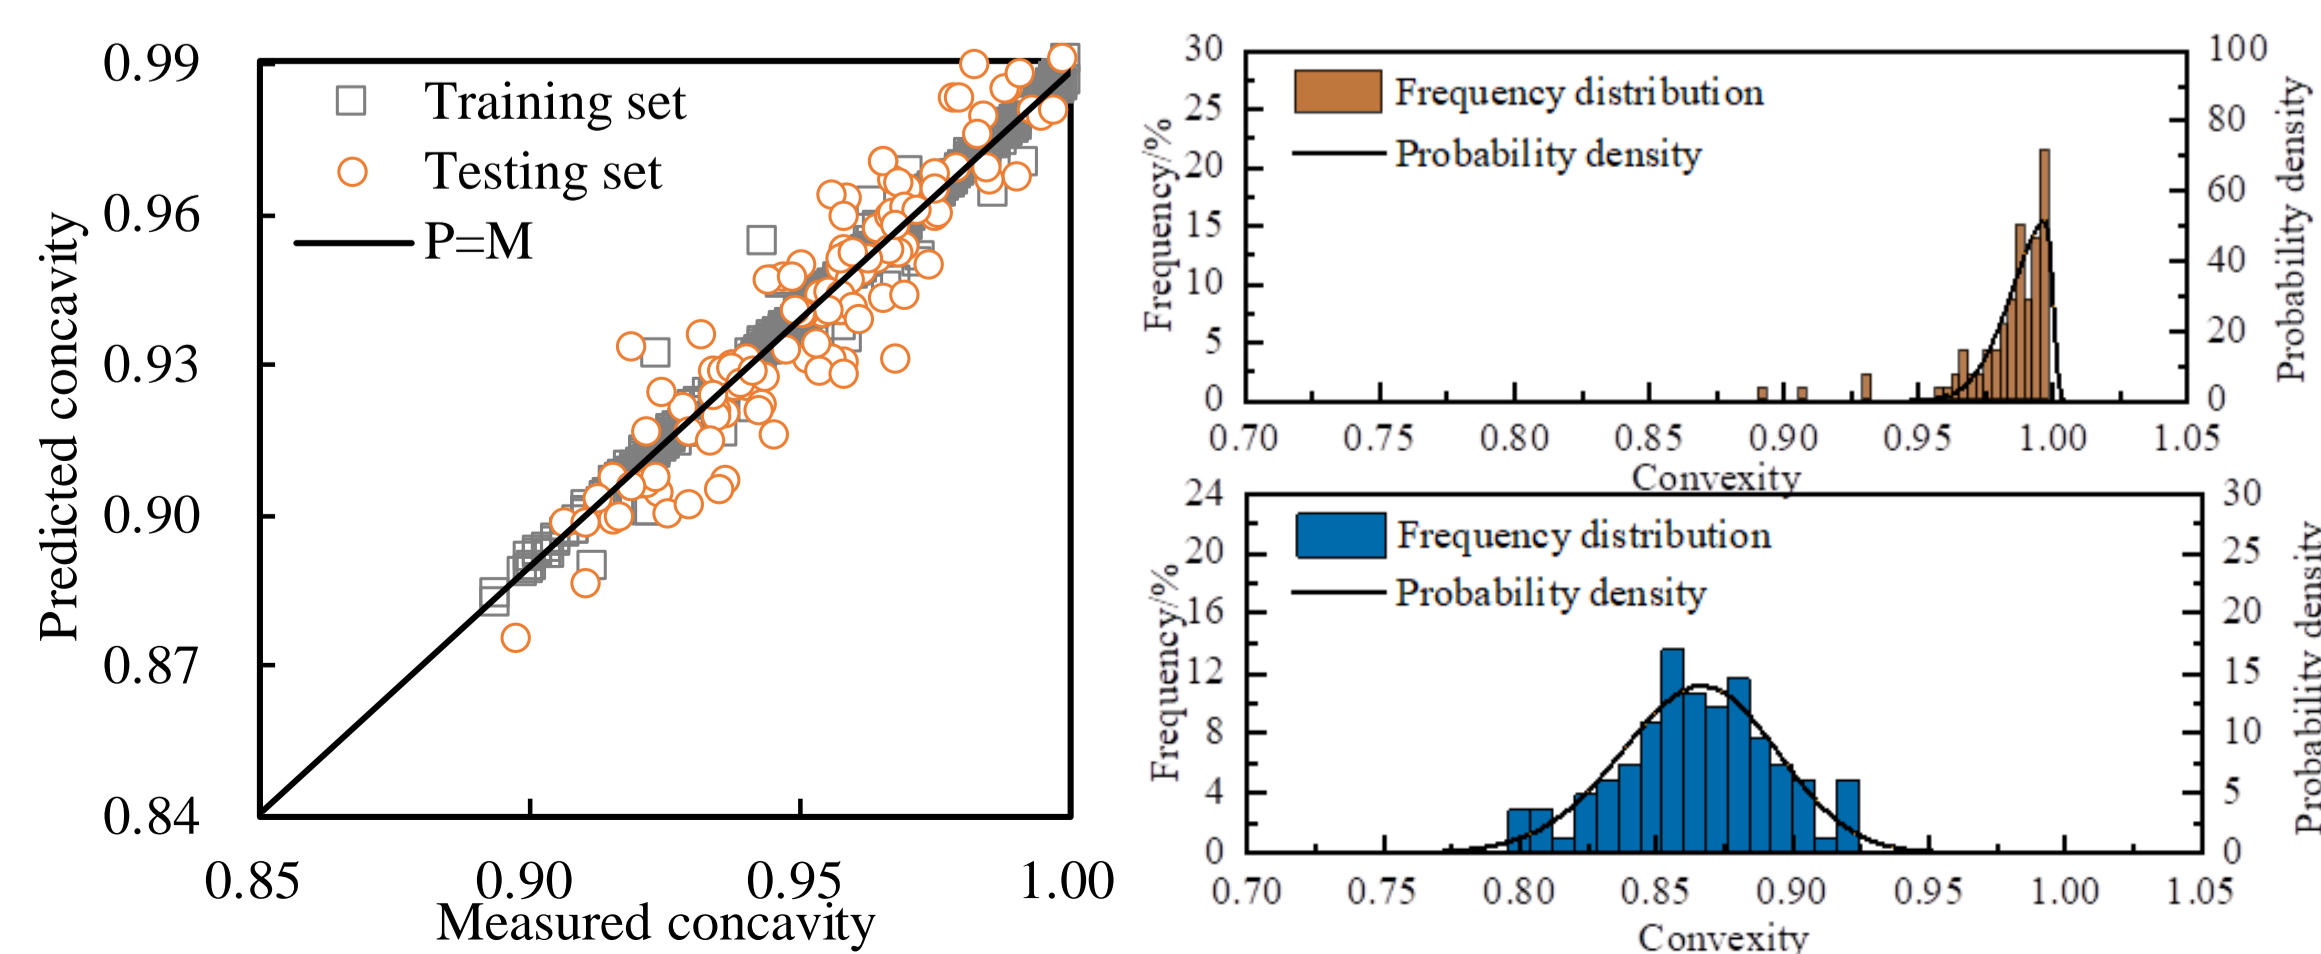 0.99
0.96
0.93
0.90
0.87
0.84
Predicted concavity
Training set
Testing set
P=M
0.85 0.90 0.95 1.00
Measured concavity
30
25
20
15
10
5
0
Frequency/%
Frequency distribution
Probability density
100
80
60
40
20
0
Probability density
0.70 0.75 0.80 0.85 0.90 0.95 1.00 1.05
Convexity
24
20
16
12
8
4
0
Frequency/%
Frequency distribution
Probability density
30
25
20
15
10
5
0
Probability density
0.70 0.75 0.80 0.85 0.90 0.95 1.00 1.05
Convexity